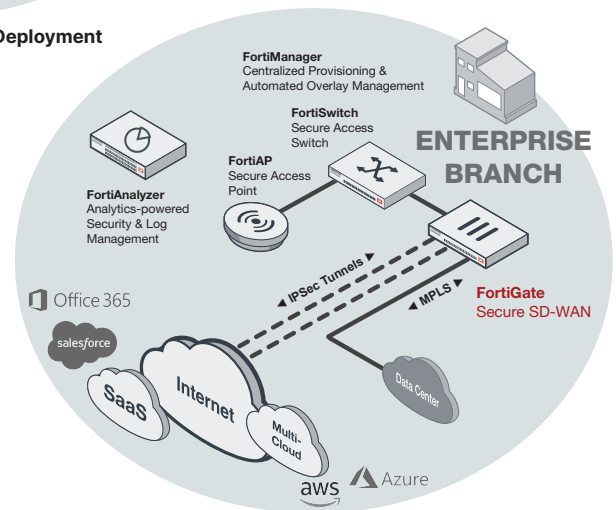 Deployment
FortiManager
Centralized Provisioning &
Automated Overlay Management
FortiSwitch
Secure Access
Switch
ENTERPRISE
BRANCH
FortiAP
Secure Access
Point
FortiAnalyzer
Analytics-powered
Security & Log
Management
◄ IPSec Tunnels ►
◄ MPLS ►
FortiGate
Secure SD-WAN
Office 365
salesforce
SaaS
Internet
Multi-
Cloud
Data Center
aws
Azure